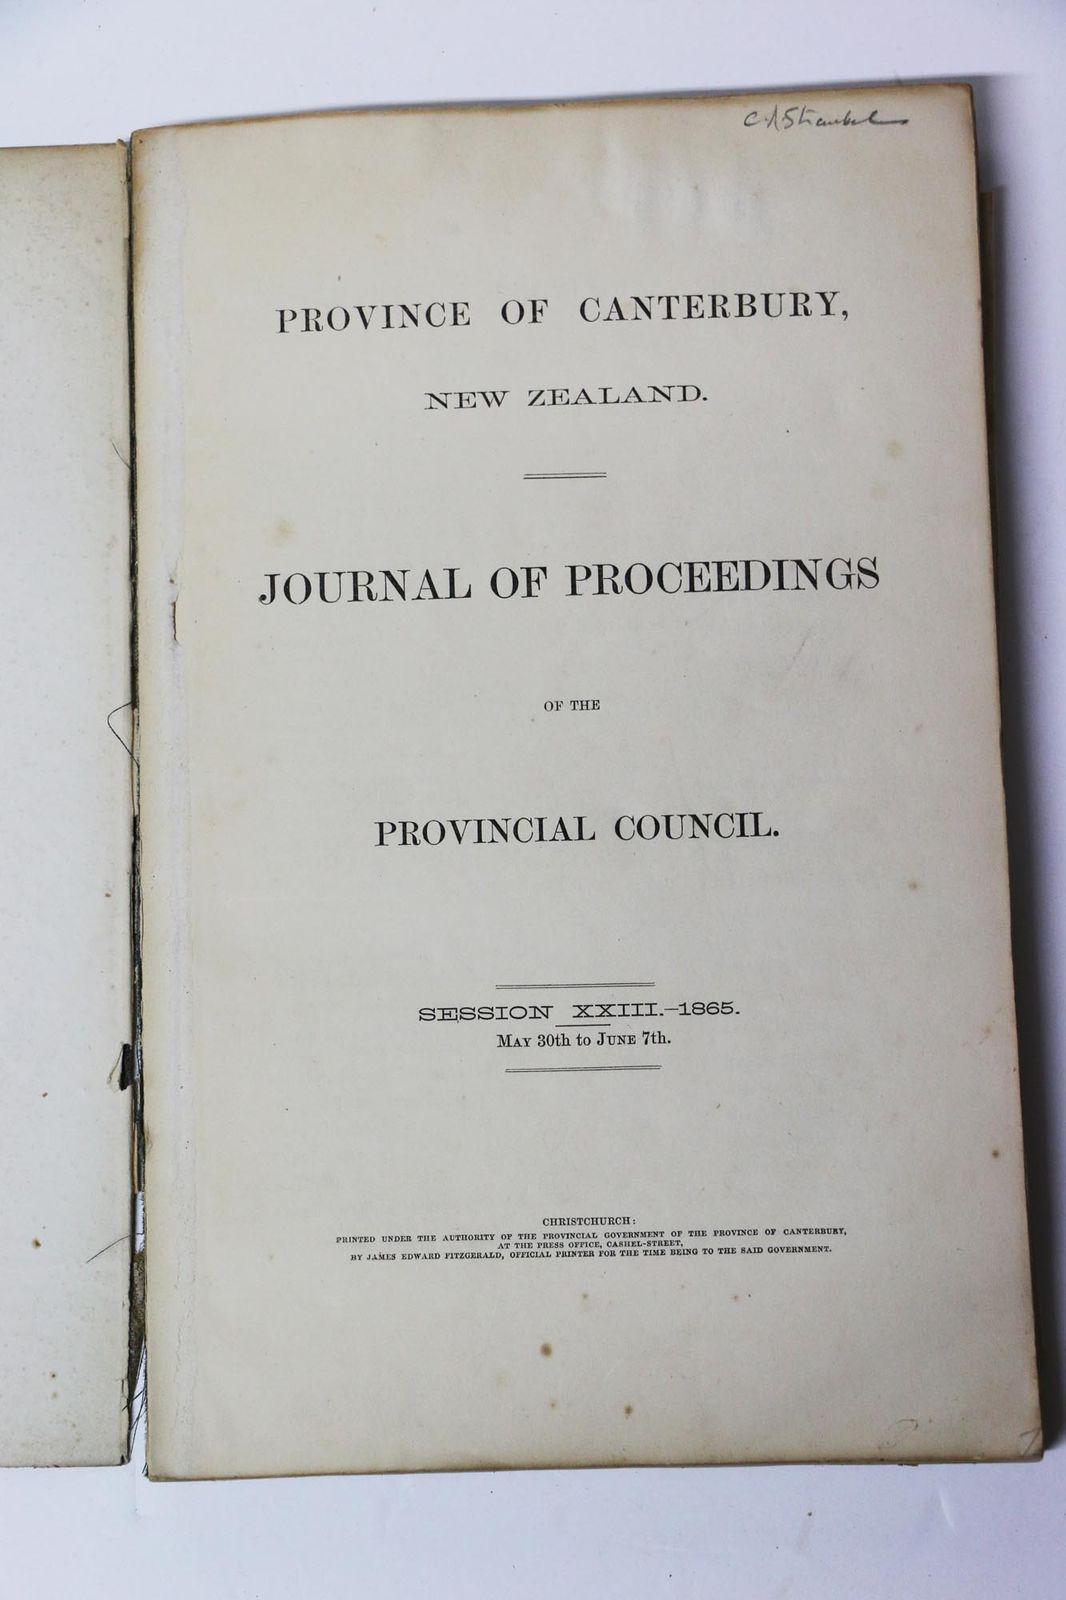 C A Straubel
PROVINCE OF CANTERBURY,
NEW ZEALAND.
JOURNAL OF PROCEEDINGS
OF THE
PROVINCIAL COUNCIL.
SESSION XXIII.-1865.
MAY 30th to JUNE 7th.
CHRISTCHURCH:
PRINTED UNDER THE AUTHORITY OF THE PROVINCIAL GOVERNMENT OF THE PROVINCE OF CANTERBURY,
AT THE PRESS OFFICE, CASHEL-STREET,
BY JAMES EDWARD FITZGERALD, OFFICIAL PRINTER FOR THE TIME BEING TO THE SAID GOVERNMENT.